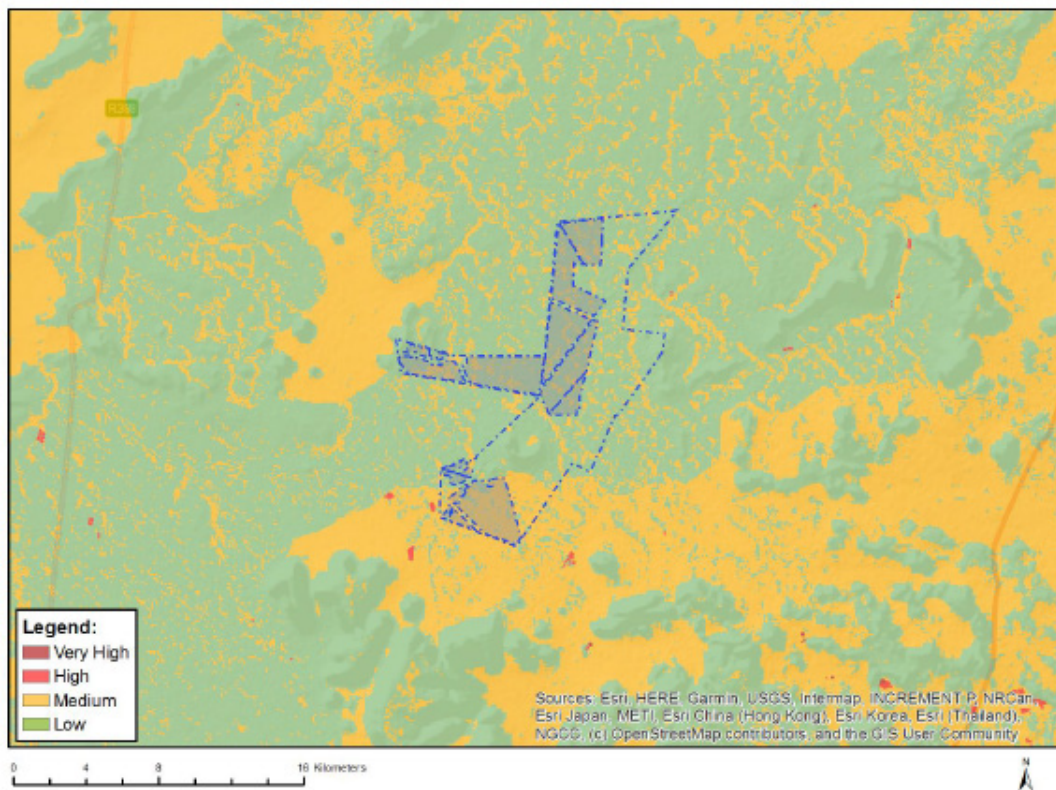 Legend:
Very High
High
Medium
Low
Sources: Esri, HERE, Garmin, USGS, Intermap, INCREMENT P, NRCan,
Esri Japan, METI, Esri China (Hong Kong), Esri Korea, Esri (Thailand),
NGCC, (c) OpenStreetMap contributors, and the GIS User Community
0 4 8 16 Kilometers
N